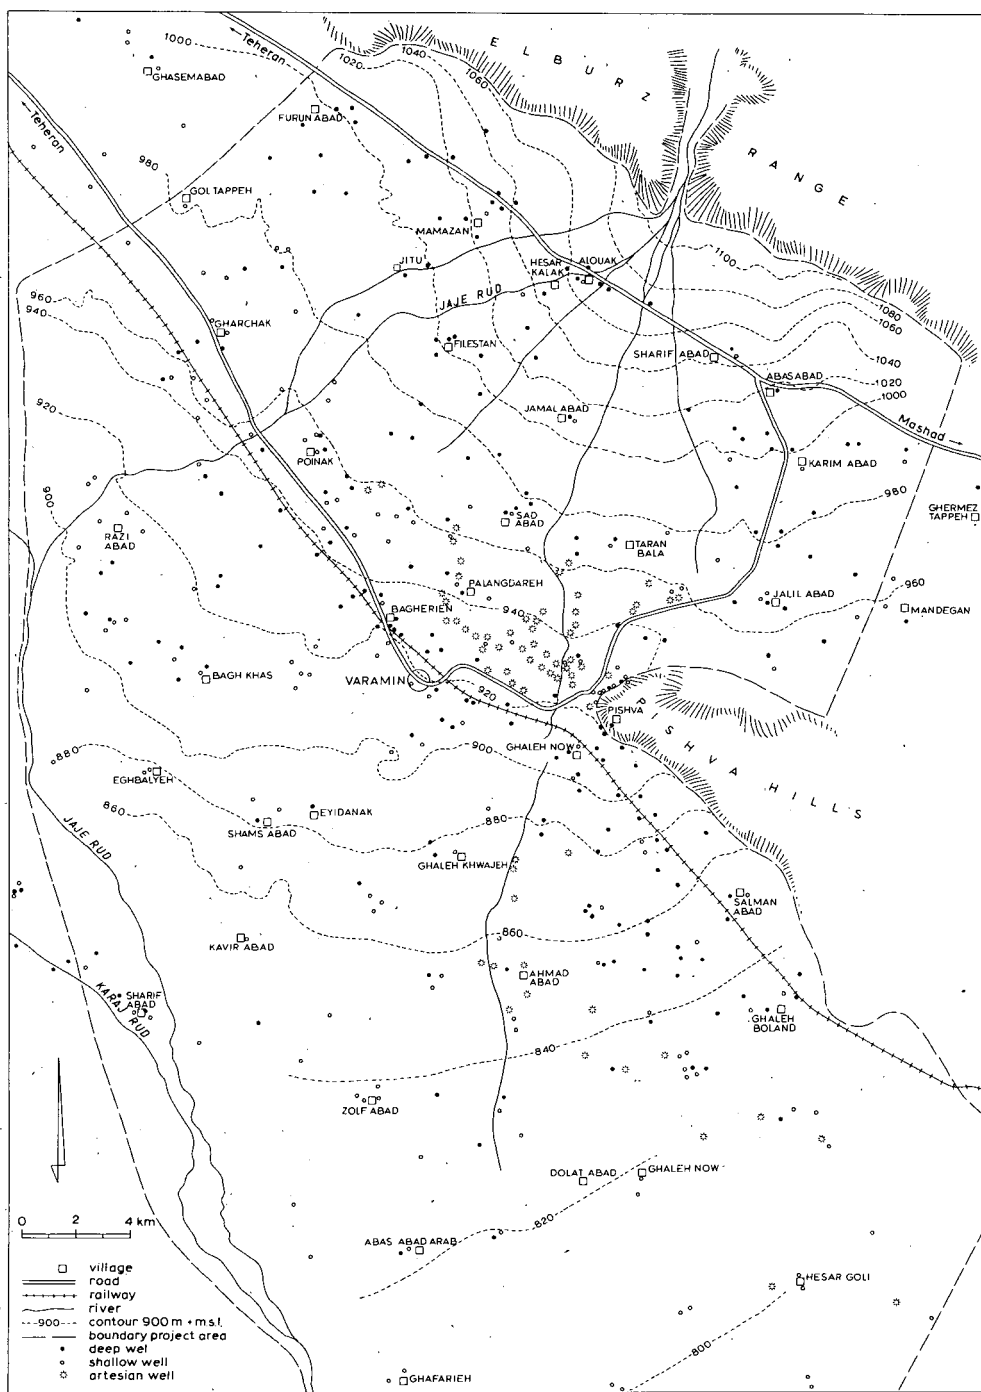 ELBURZ
RANGE
Teheran
Teheran
1000
1020
1040
1060
GHASEMABAD
FURUN ABAD
980
GOL TAPPEH
MAMAZAN
JITU
HESAR
KALAK
ALOUAK
1100
1080
1060
960
940
JAJE RUD
GHARCHAK
FILESTAN
SHARIF ABAD
1040
1020
1000
ABASABAD
920
JAMAL ABAD
Mashad
POINAK
KARIM ABAD
900
980
GHERMEZ
TAPPEH
SAD
ABAD
RAZI
ABAD
TARAN
BALA
PALANGDAREH
960
JALIL ABAD
940
MANDEGAN
BAGHERIEN
BAGH KHAS
VARAMIN
920
PISHVA
PISHVA HILLS
900
GHALEH NOW
880
EGHBALYEH
860
EYIDANAK
SHAMS ABAD
880
JAJE RUD
GHALEH KHWAJEH
SALMAN
ABAD
860
KAVIR ABAD
AHMAD
ABAD
KARAJ RUD
SHARIF
ABAD
GHALEH
BOLAND
840
ZOLF ABAD
DOLAT ABAD
GHALEH NOW
820
ABAS ABAD ARAB
HESAR GOLI
800
GHAFARIEH
0 2 4 km
village
road
railway
river
900 contour 900 m + m.s.l.
boundary project area
deep wel
shallow well
artesian well